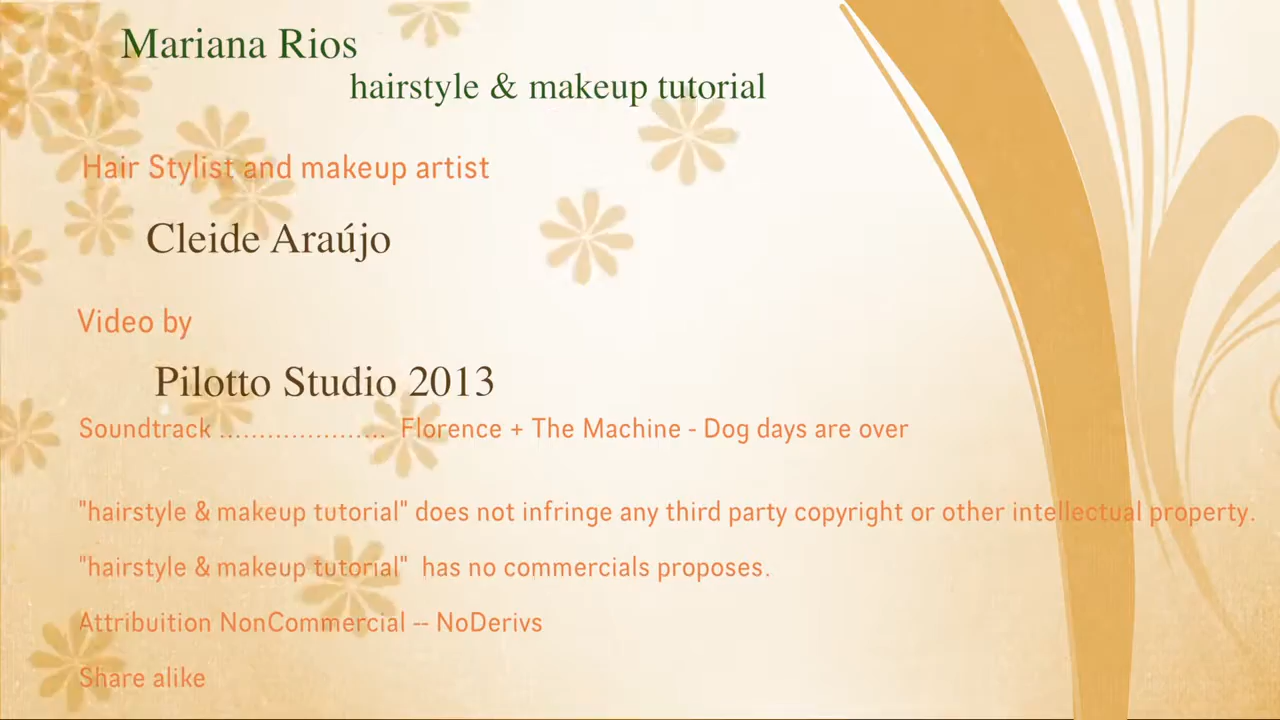 Mariana Rios
hairstyle & makeup tutorial
Hair Stylist and makeup artist
Cleide Araújo
Video by
Pilotto Studio 2013
Soundtrack ..................... Florence + The Machine - Dog days are over
"hairstyle & makeup tutorial" does not infringe any third party copyright or other intellectual property.
"hairstyle & makeup tutorial"  has no commercials proposes.
Attribuition NonCommercial -- NoDerivs
Share alike